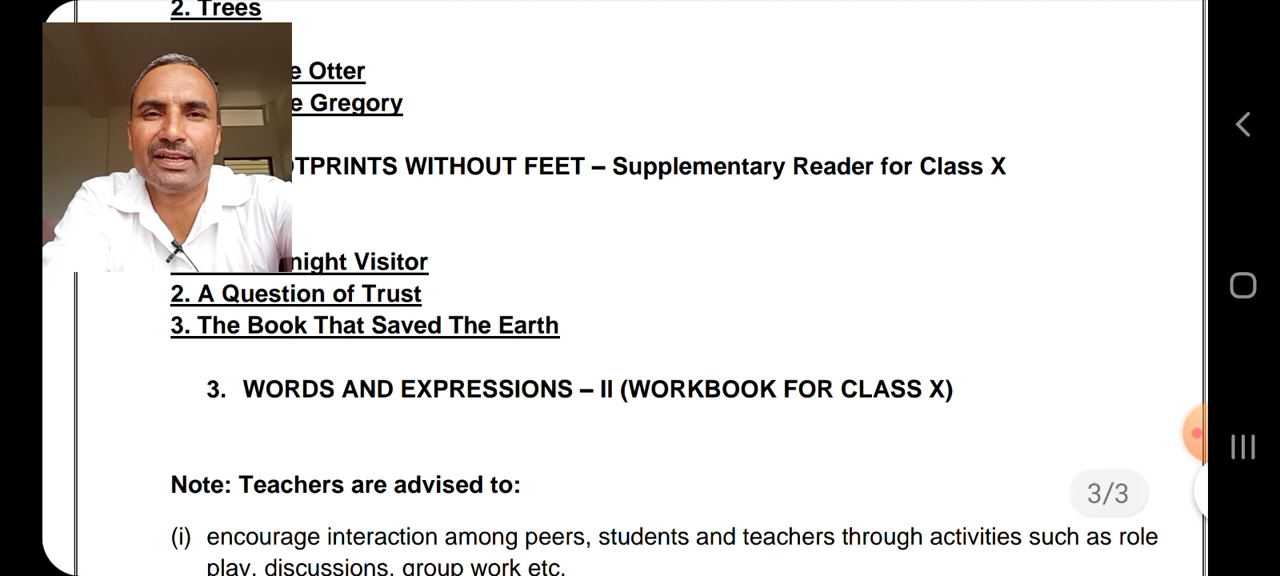 2. Trees
e Otter
e Gregory
OTPRINTS WITHOUT FEET – Supplementary Reader for Class X
night Visitor
2. A Question of Trust
3. The Book That Saved The Earth
3. WORDS AND EXPRESSIONS – II (WORKBOOK FOR CLASS X)
Note: Teachers are advised to:
3/3
(i) encourage interaction among peers, students and teachers through activities such as role
play, discussions, group work etc.